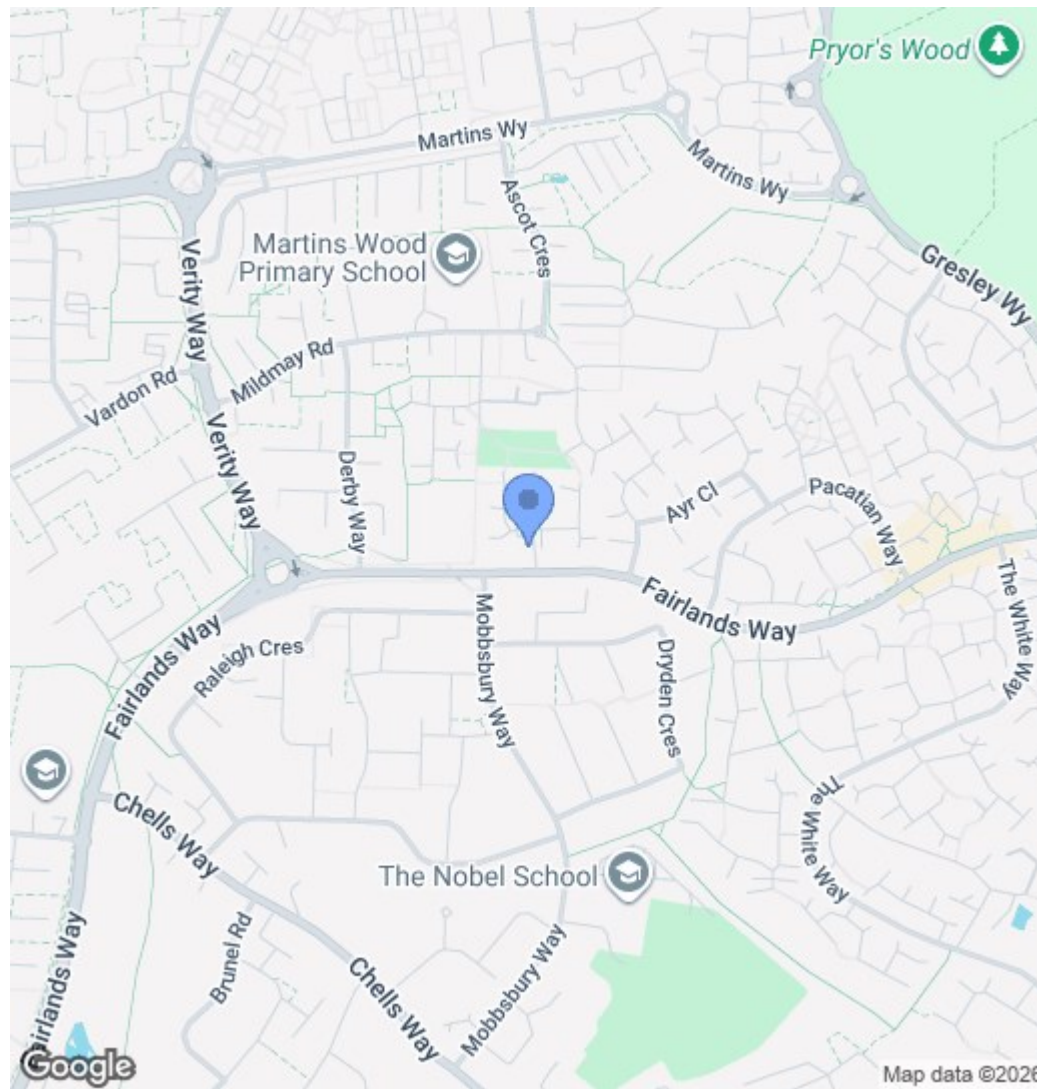 Pryor's Wood
Martins Wy
Martins Wy
Ascot Cres
Martins Wood
Primary School
Verity Way
Gresley Wy
Mildmay Rd
Vardon Rd
Verity Way
Derby Way
Ayr Cl
Pacatian Way
Fairlands Way
The White Way
Mobbsbury Way
Fairlands Way
Raleigh Cres
Dryden Cres
Chells Way
The White Way
The Nobel School
Brunel Rd
Fairlands Way
Chells Way
Mobbsbury Way
Google
Map data ©2026